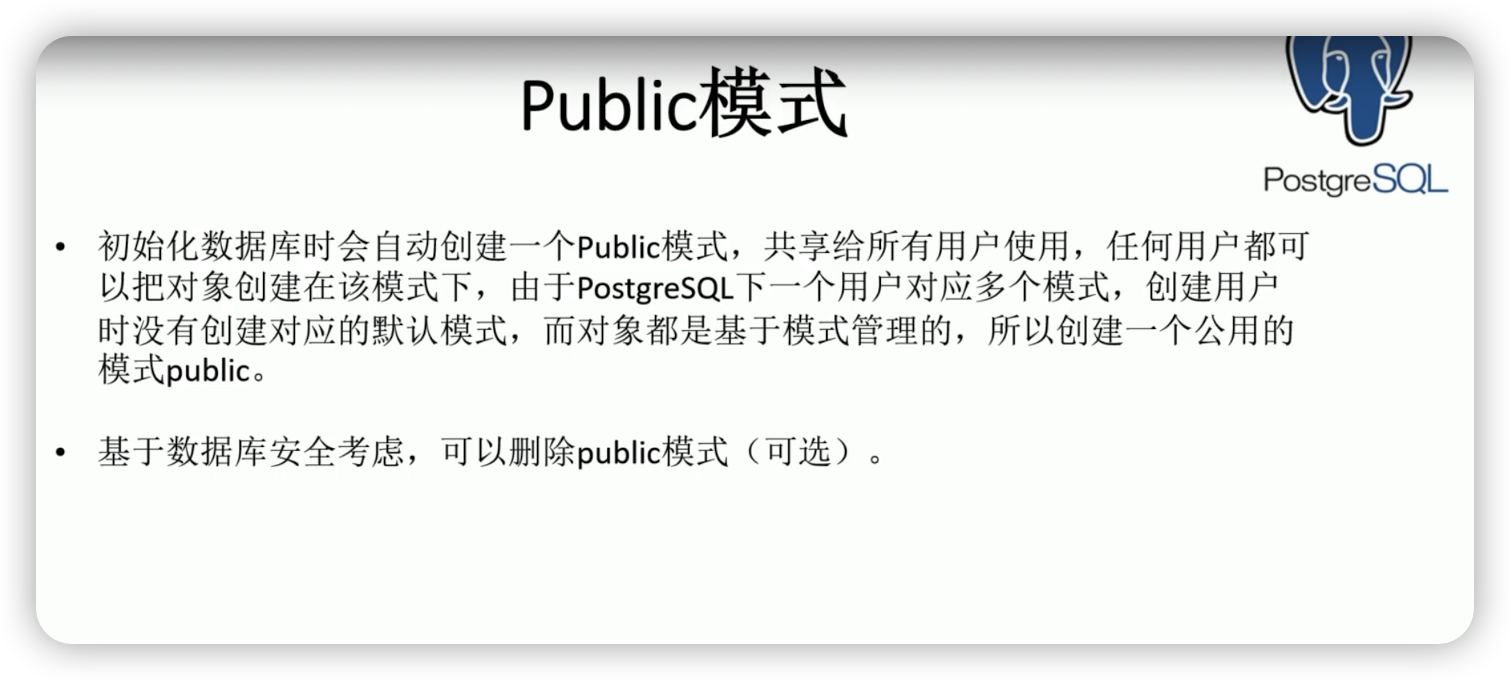 Public模式
PostgreSQL
• 初始化数据库时会自动创建一个Public模式，共享给所有用户使用，任何用户都可
以把对象创建在该模式下，由于PostgreSQL下一个用户对应多个模式，创建用户
时没有创建对应的默认模式，而对象都是基于模式管理的，所以创建一个公用的
模式public。
• 基于数据库安全考虑，可以删除public模式（可选）。